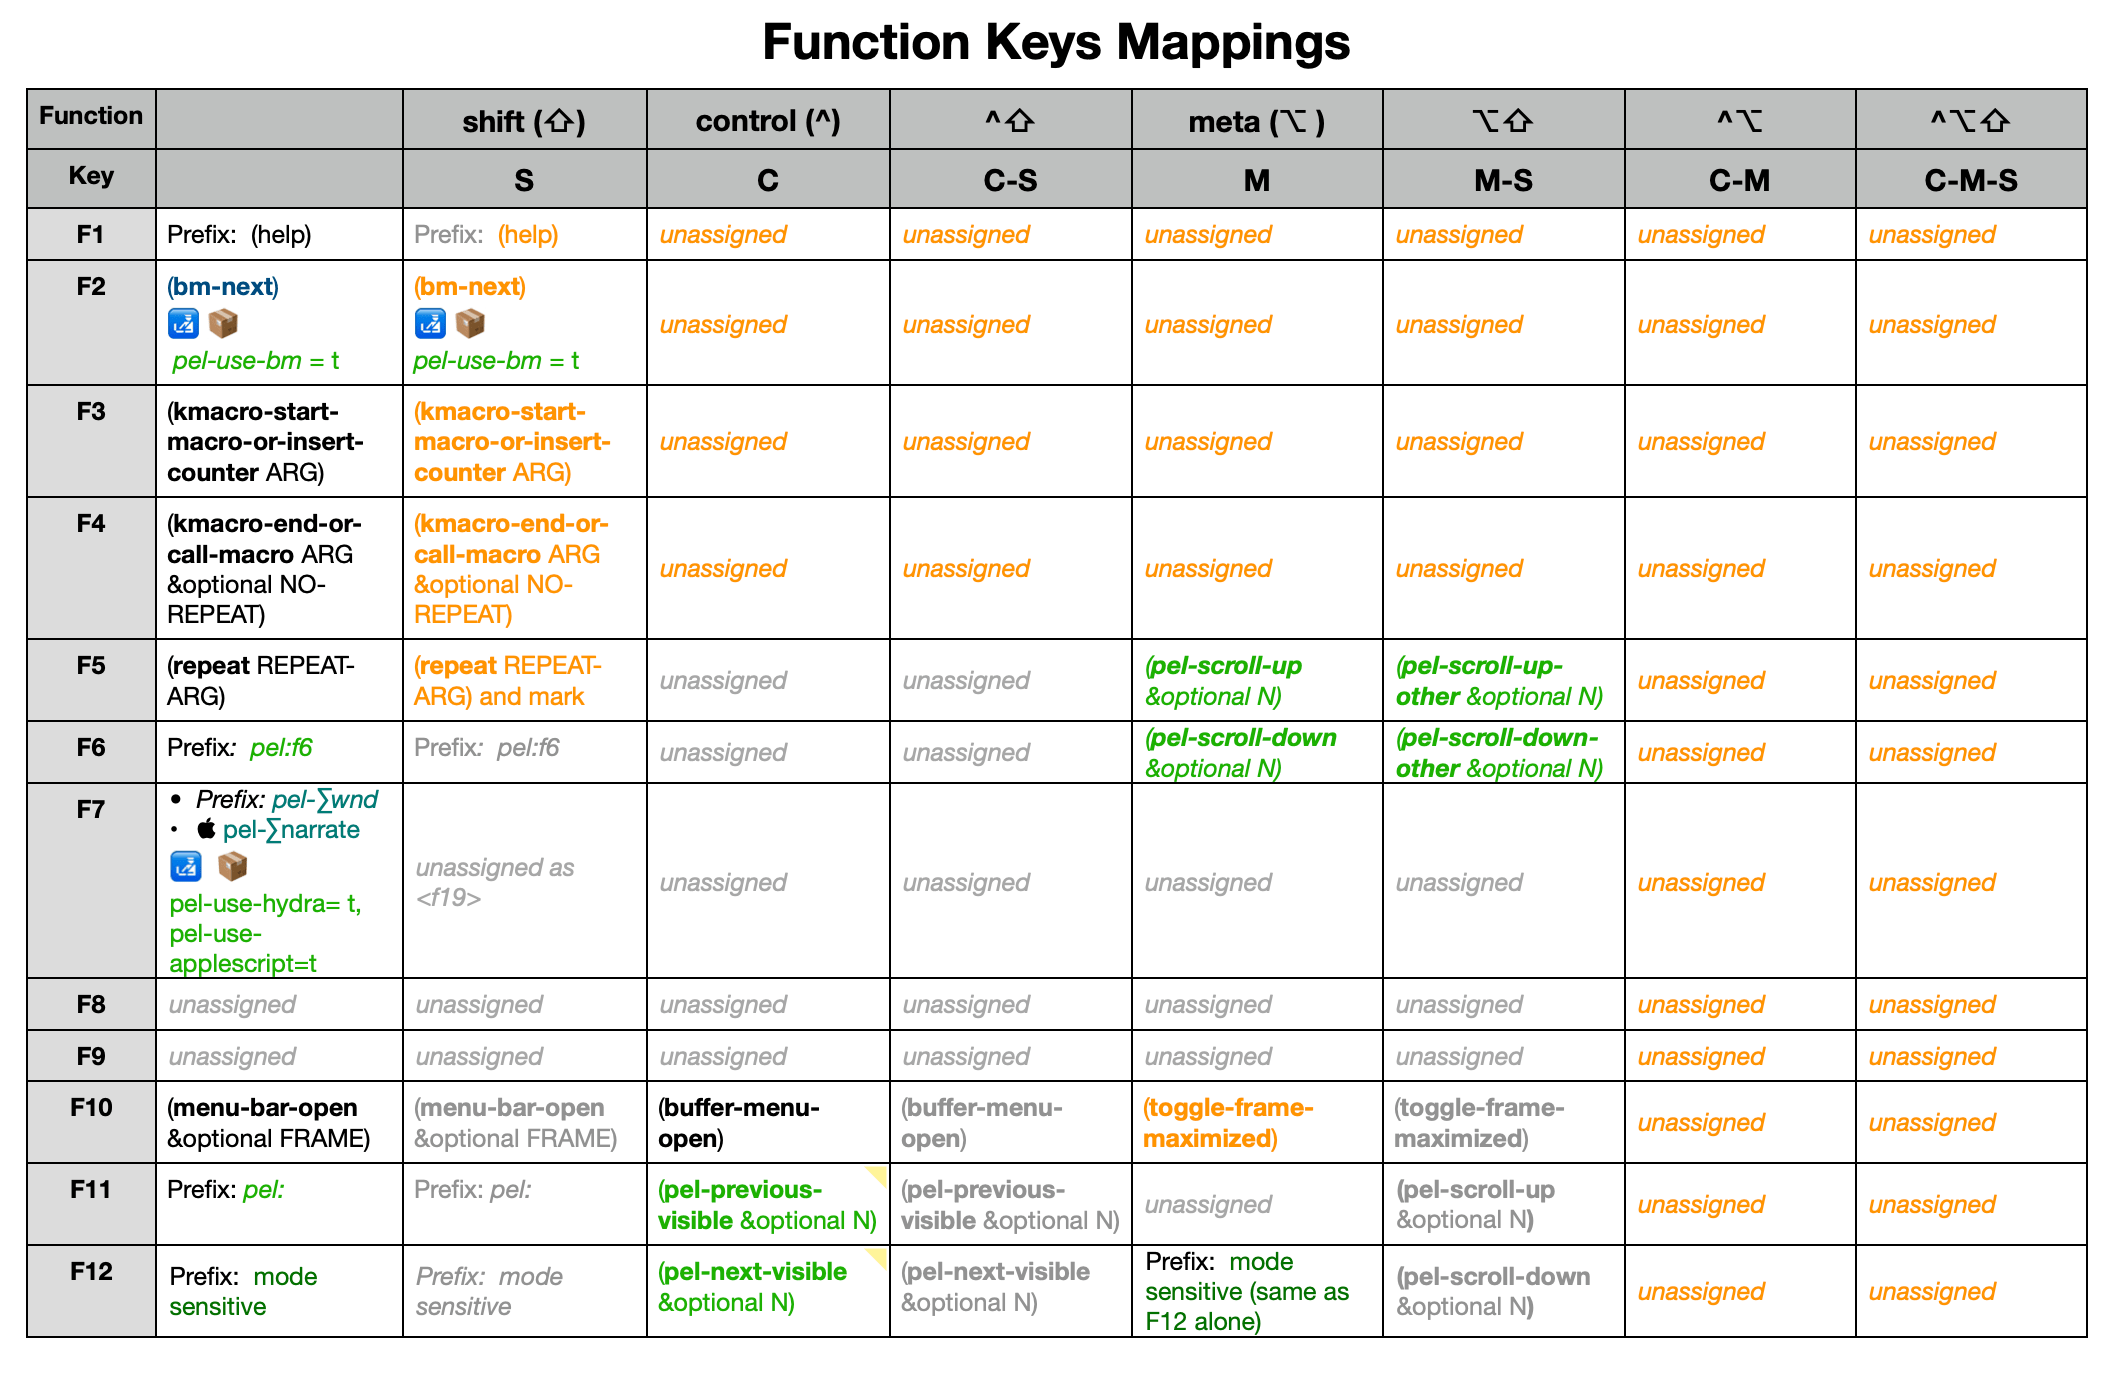 Function Keys Mappings
Function shift (⇧) control (^) ^⇧ meta (⌥ ) ⌥⇧ ^⌥ ^⌥⇧
Key S C C-S M M-S C-M C-M-S
F1 Prefix: (help) Prefix: (help) unassigned unassigned unassigned unassigned unassigned unassigned
F2 (bm-next) (bm-next)
unassigned unassigned unassigned unassigned unassigned unassigned
pel-use-bm = t pel-use-bm = t
F3 (kmacro-start- (kmacro-start-
macro-or-insert- macro-or-insert- unassigned unassigned unassigned unassigned unassigned unassigned
counter ARG) counter ARG)
F4 (kmacro-end-or- (kmacro-end-or-
call-macro ARG call-macro ARG unassigned unassigned unassigned unassigned unassigned unassigned
&optional NO- &optional NO-
REPEAT) REPEAT)
F5 (repeat REPEAT- (repeat REPEAT- unassigned unassigned (pel-scroll-up (pel-scroll-up- unassigned unassigned
ARG) ARG) and mark &optional N) other &optional N)
F6 Prefix: pel:f6 Prefix: pel:f6 unassigned unassigned (pel-scroll-down (pel-scroll-down- unassigned unassigned
&optional N) other &optional N)
F7 • Prefix: pel-∑wnd
• pel-∑narrate
unassigned as unassigned unassigned unassigned unassigned unassigned unassigned
<f19>
pel-use-hydra= t,
pel-use-
applescript=t
F8 unassigned unassigned unassigned unassigned unassigned unassigned unassigned unassigned
F9 unassigned unassigned unassigned unassigned unassigned unassigned unassigned unassigned
F10 (menu-bar-open (menu-bar-open (buffer-menu- (buffer-menu- (toggle-frame- (toggle-frame- unassigned unassigned
&optional FRAME) &optional FRAME) open) open) maximized) maximized)
F11 Prefix: pel: Prefix: pel: (pel-previous- (pel-previous- unassigned (pel-scroll-up unassigned unassigned
visible &optional N) visible &optional N) &optional N)
F12 Prefix: mode Prefix: mode (pel-next-visible (pel-next-visible Prefix: mode (pel-scroll-down unassigned unassigned
sensitive sensitive &optional N) &optional N) sensitive (same as &optional N)
F12 alone)